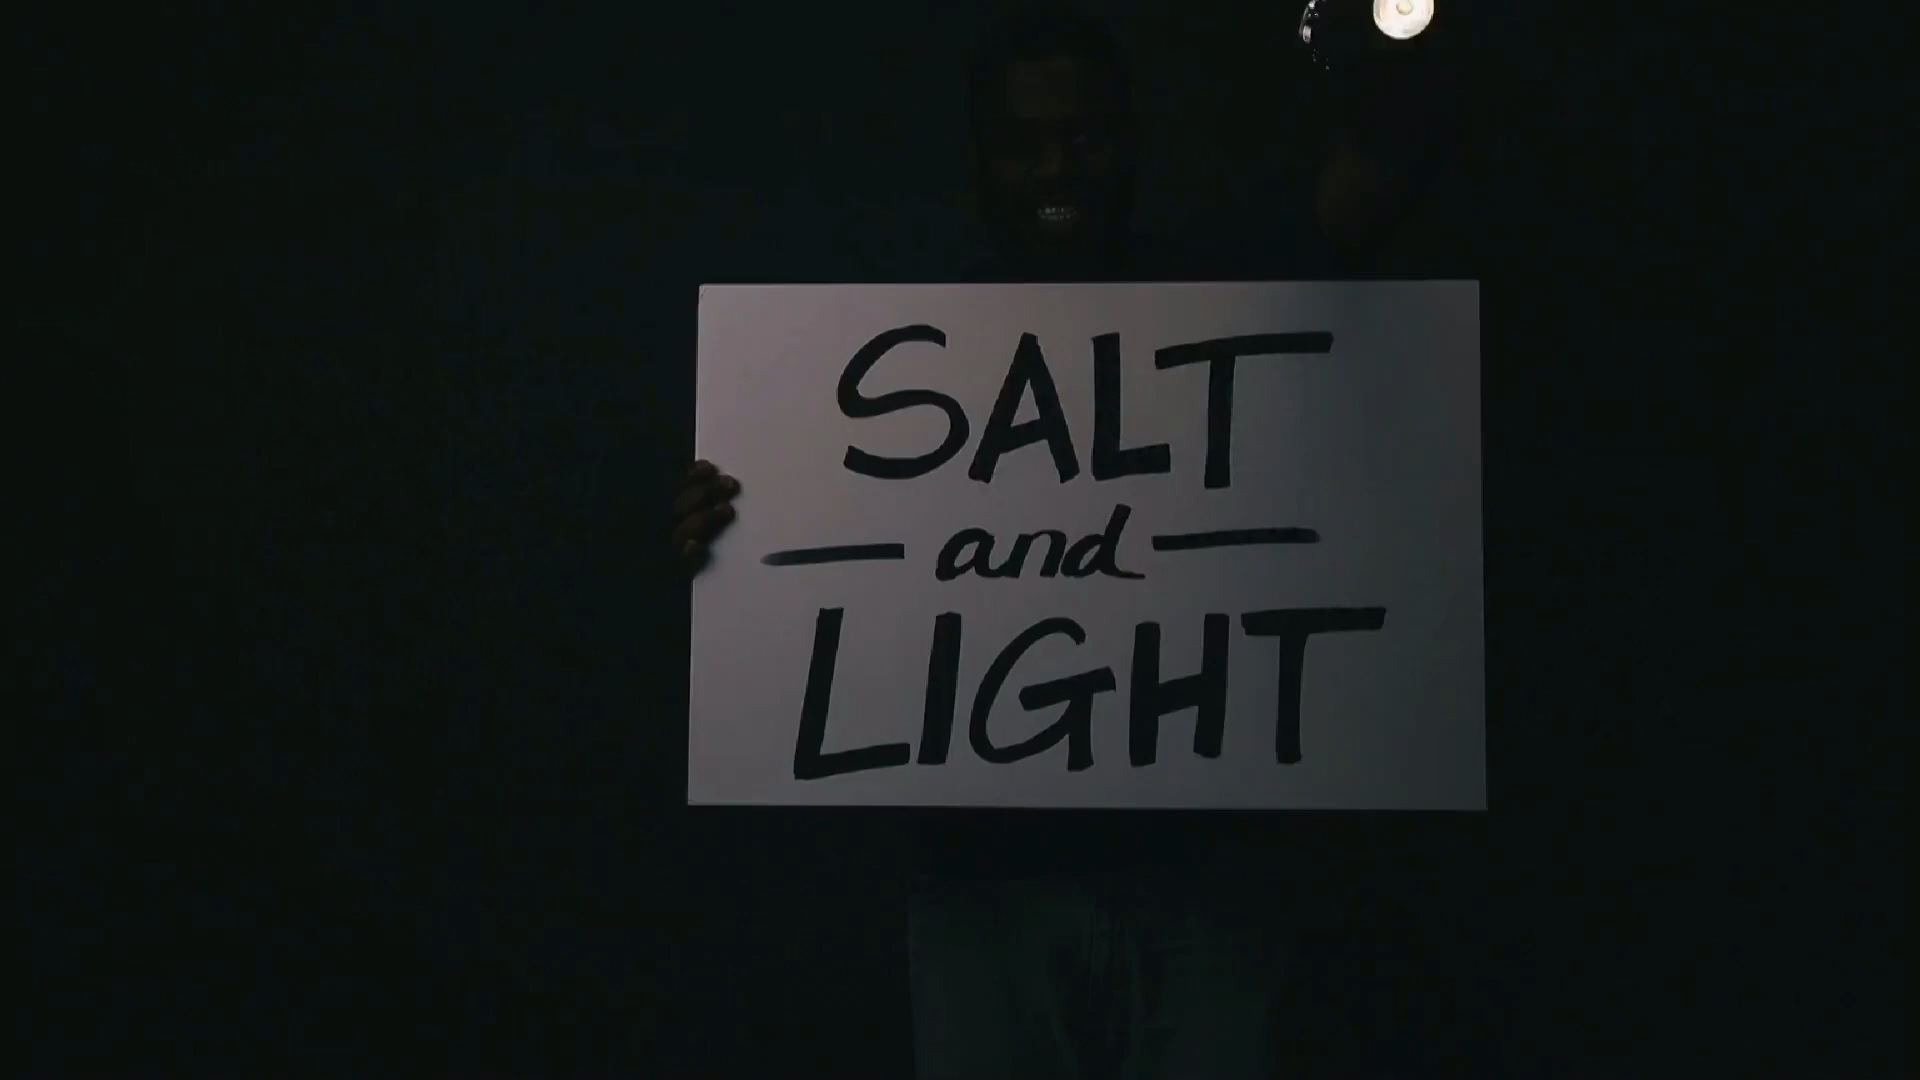 SALT
— and —
LIGHT